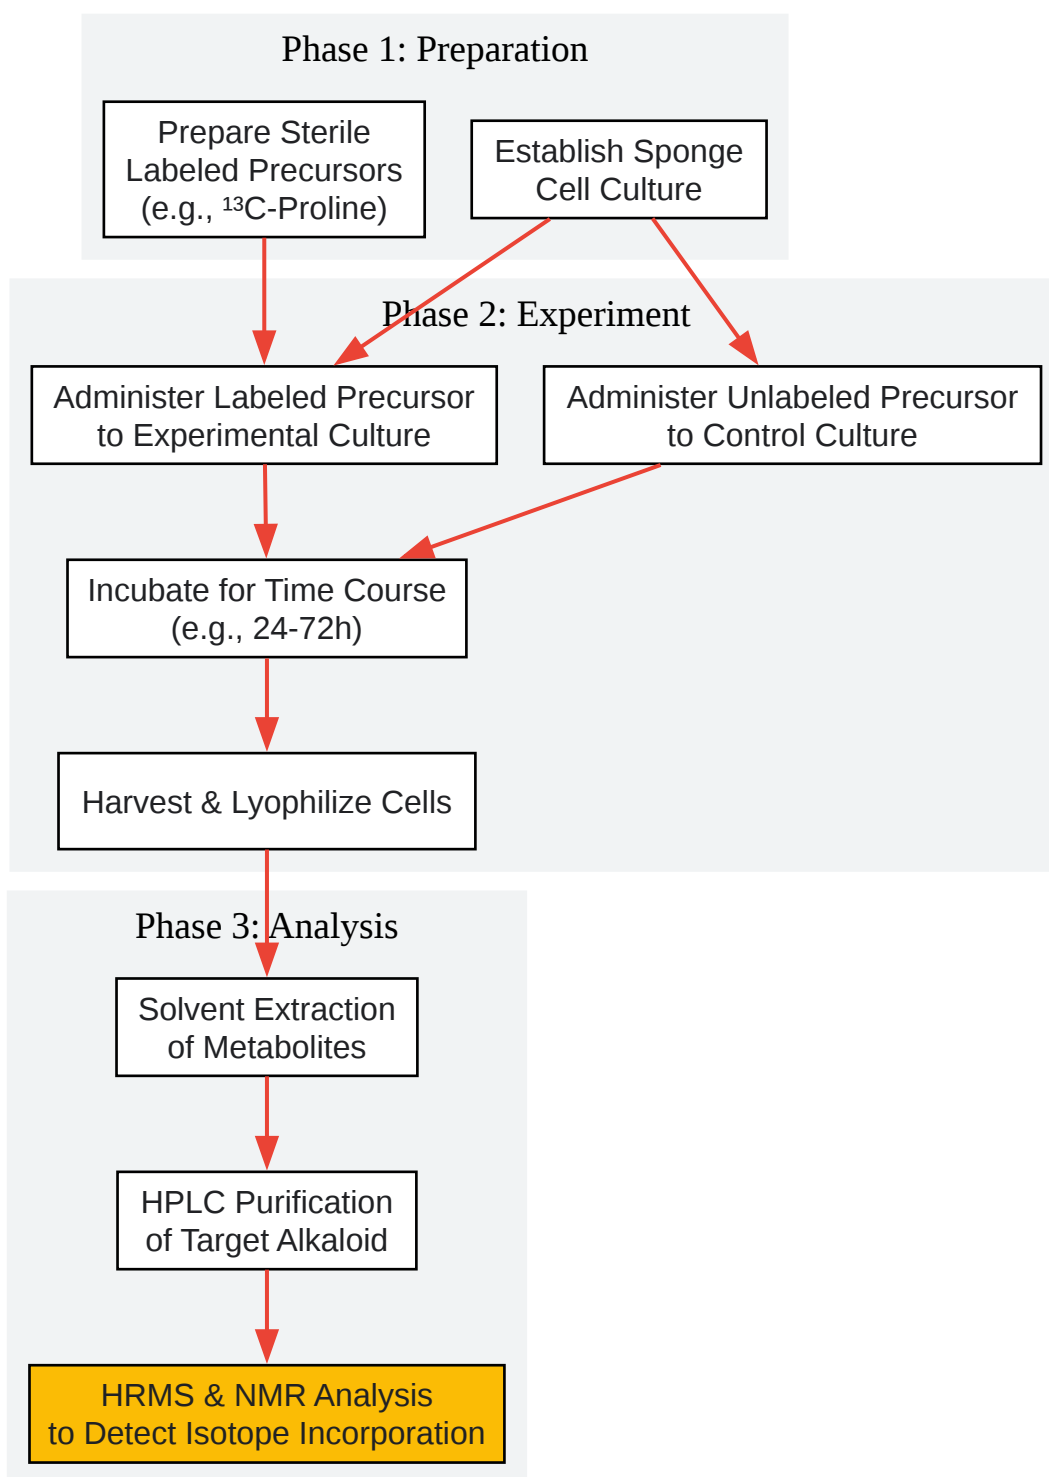 Phase 1: Preparation
Prepare Sterile
Labeled Precursors
(e.g., ¹³C-Proline)
Establish Sponge
Cell Culture
Phase 2: Experiment
Administer Labeled Precursor
to Experimental Culture
Administer Unlabeled Precursor
to Control Culture
Incubate for Time Course
(e.g., 24-72h)
Harvest & Lyophilize Cells
Phase 3: Analysis
Solvent Extraction
of Metabolites
HPLC Purification
of Target Alkaloid
HRMS & NMR Analysis
to Detect Isotope Incorporation